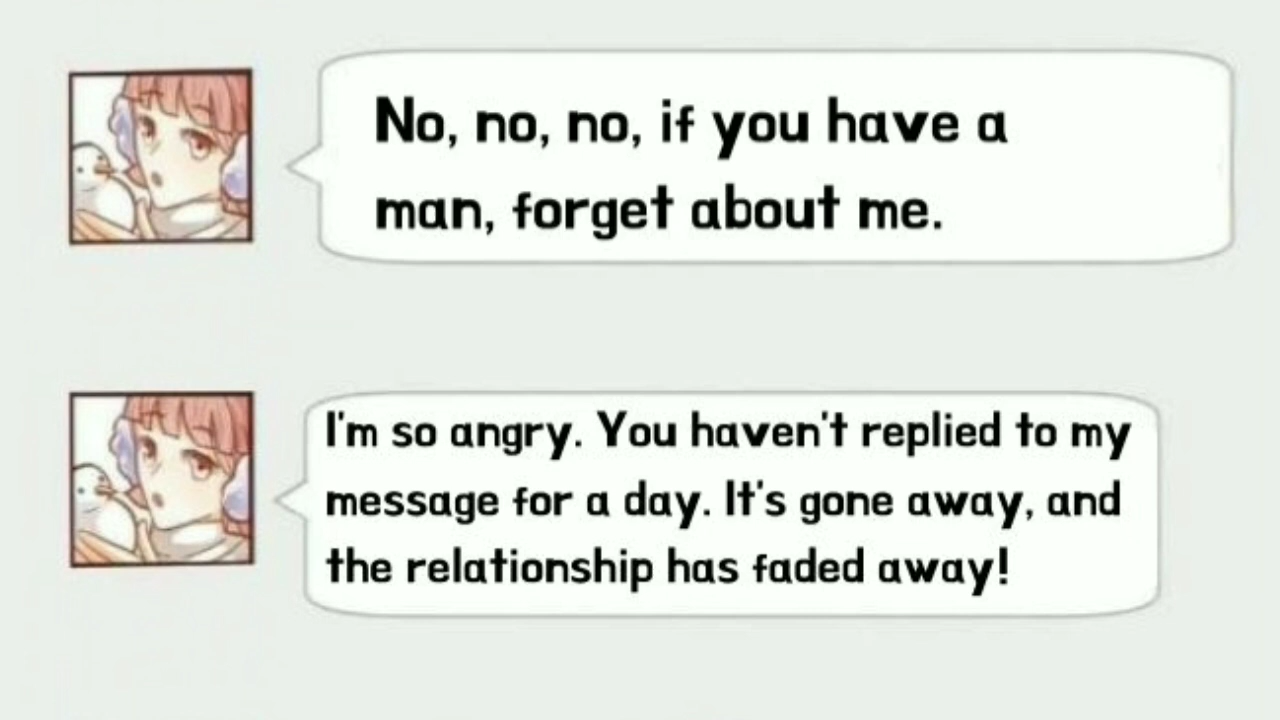 No, no, no, if you have a
man, forget about me.
I'm so angry. You haven't replied to my
message for a day. It's gone away, and
the relationship has faded away!